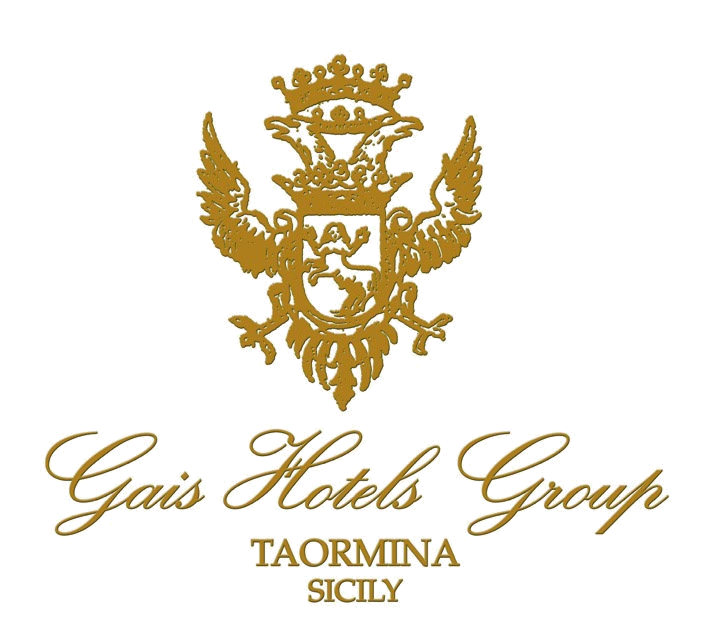 Gais Hotels Group
TAORMINA
SICILY